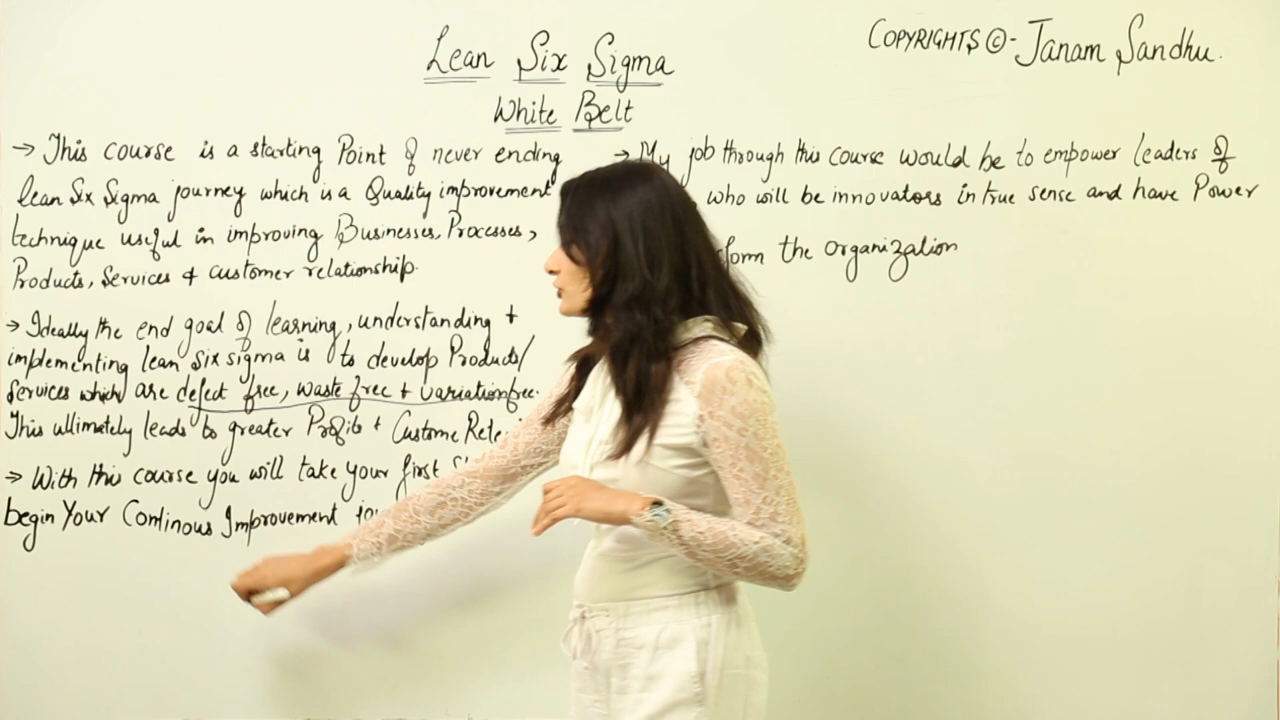 Lean Six Sigma
White Belt
COPYRIGHTS © - Janam Sandhu.
→ This course is a starting Point of never ending
lean Six Sigma journey which is a Quality improvement
technique useful in improving Businesses, Processes,
Products, Services & customer relationship.
→ Ideally the end goal of learning, understanding +
implementing lean six sigma is to develop Products/
Services which are defect free, waste free + variation free.
This ultimately leads to greater Profits + Custome
→ With this course you will take your first
begin Your Continous Improvement
→ My job through this course would be to empower leaders of
who will be innovators in true sense and have Power
the organization